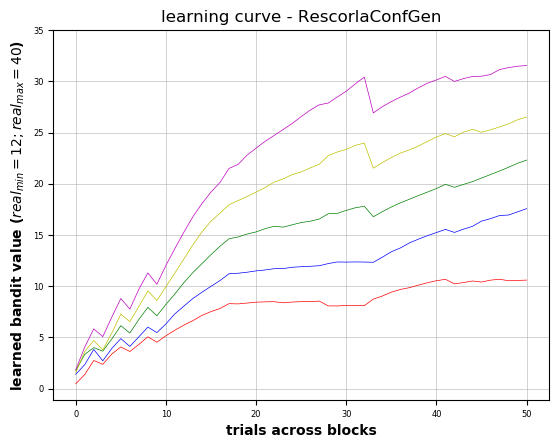 learning curve - RescorlaConfGen
learned bandit value (real_min = 12; real_max = 40)
35
30
25
20
15
10
5
0
0 10 20 30 40 50
trials across blocks